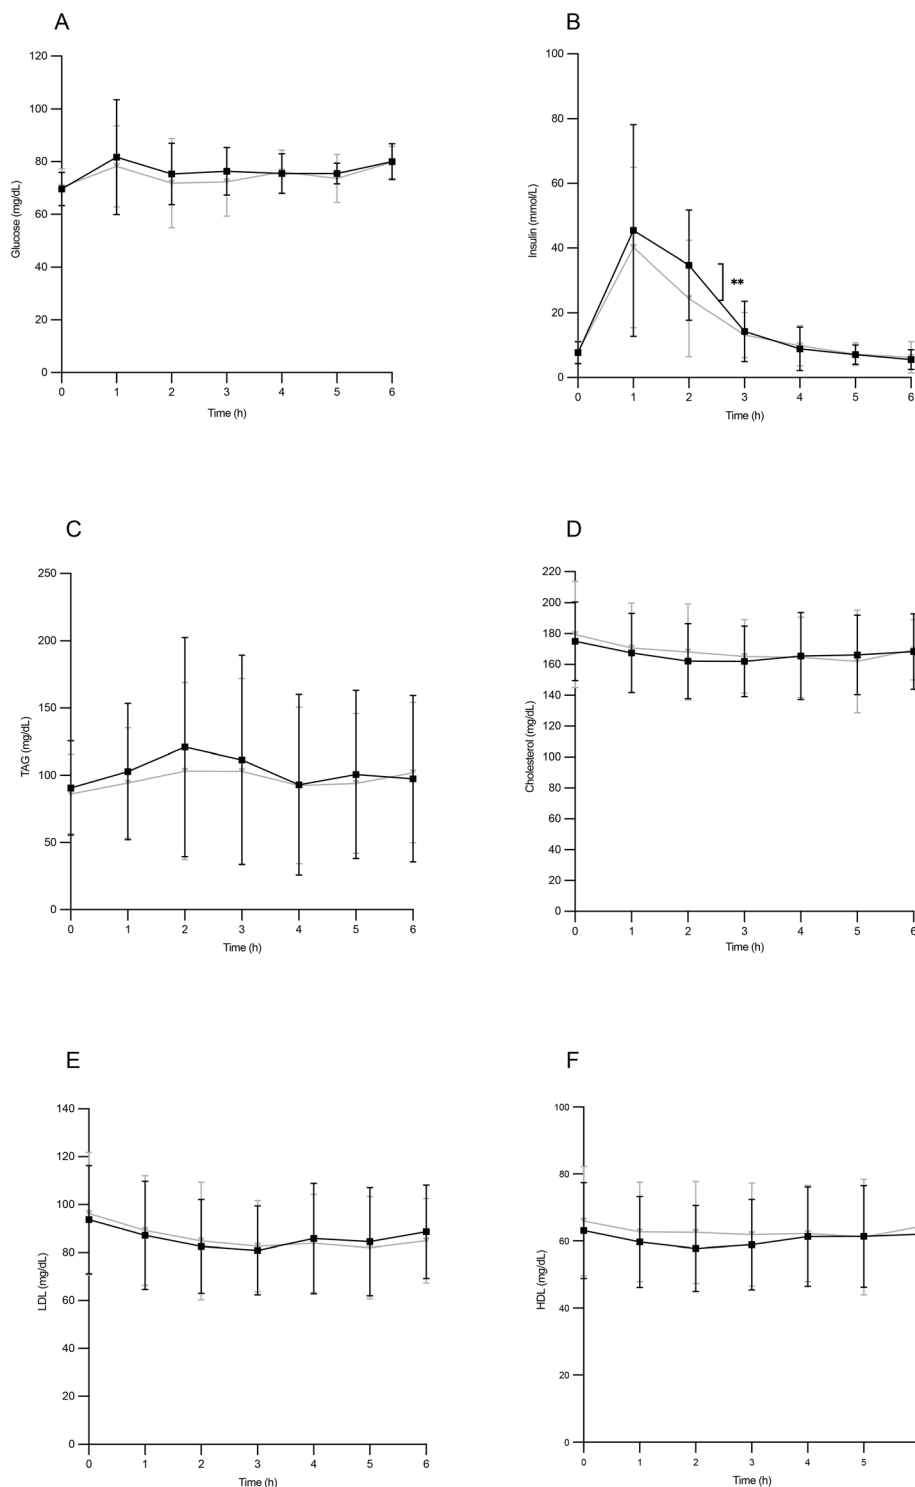 A
120
100
80
60
40
20
0
Glucose (mg/dL)
0 1 2 3 4 5 6
Time (h)
B
100
80
60
40
20
0
Insulin (mmol/L)
**
0 1 2 3 4 5 6
Time (h)
C
250
200
150
100
50
0
TAG (mg/dL)
0 1 2 3 4 5 6
Time (h)
D
220
200
180
160
140
120
100
80
60
40
20
0
Cholesterol (mg/dL)
0 1 2 3 4 5 6
Time (h)
E
140
120
100
80
60
40
20
0
LDL (mg/dL)
0 1 2 3 4 5 6
Time (h)
F
100
80
60
40
20
0
HDL (mg/dL)
0 1 2 3 4 5
Time (h)